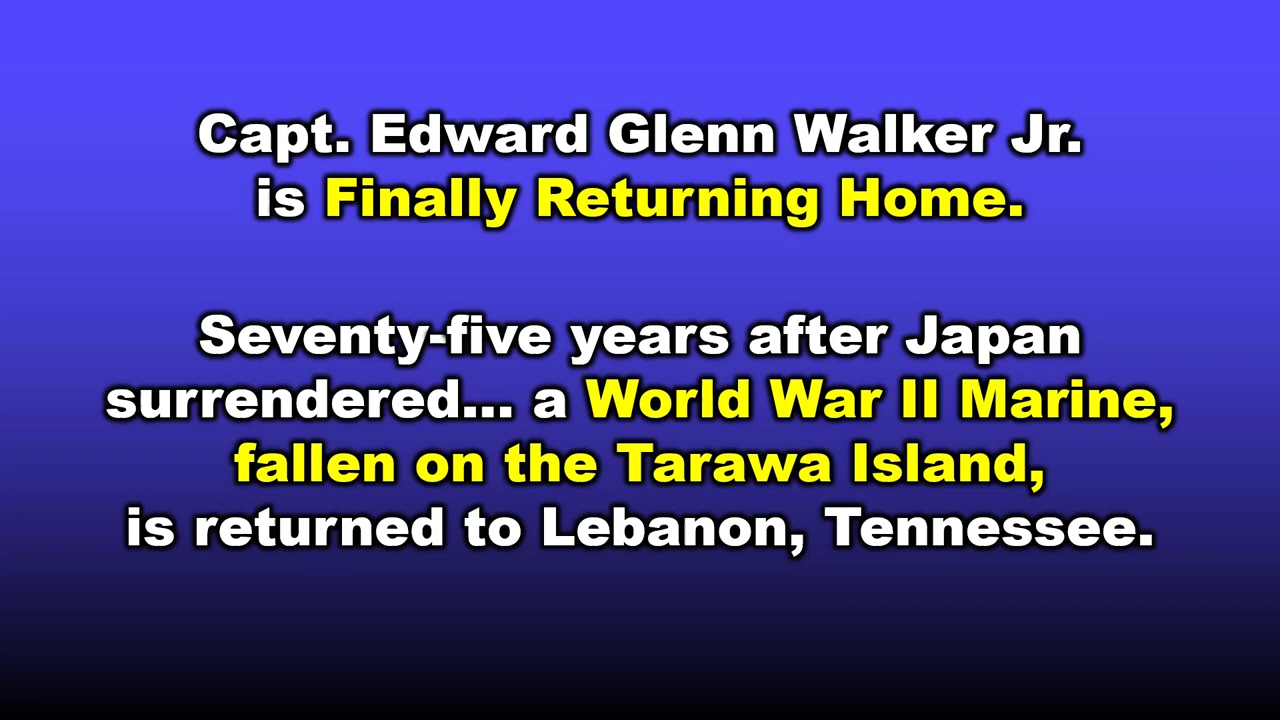 Capt. Edward Glenn Walker Jr.
is Finally Returning Home.
Seventy-five years after Japan
surrendered... a World War II Marine,
fallen on the Tarawa Island,
is returned to Lebanon, Tennessee.